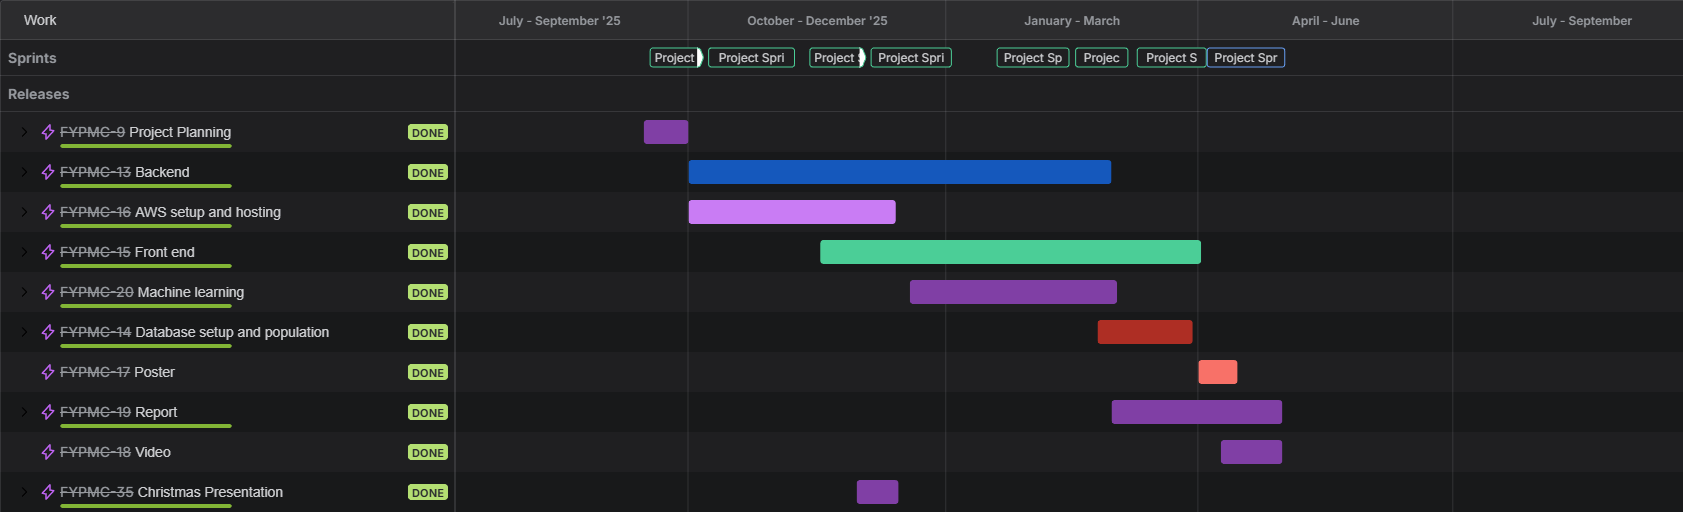 Work July - September '25 October - December '25 January - March April - June July - September
Sprints Project Project Spri Project Project Spri Project Sp Projec Project S Project Spr
Releases
FYPMC-9 Project Planning DONE
FYPMC-13 Backend DONE
FYPMC-16 AWS setup and hosting DONE
FYPMC-15 Front end DONE
FYPMC-20 Machine learning DONE
FYPMC-14 Database setup and population DONE
FYPMC-17 Poster DONE
FYPMC-19 Report DONE
FYPMC-18 Video DONE
FYPMC-35 Christmas Presentation DONE